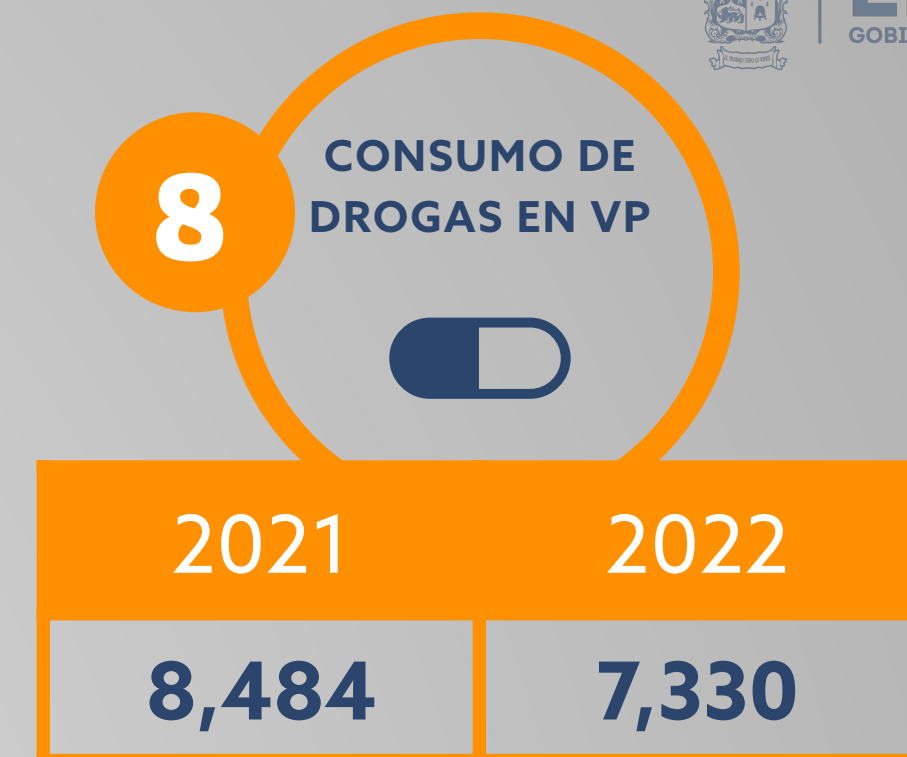 GOBI
CONSUMO DE
DROGAS EN VP
8
2021 2022
8,484 7,330